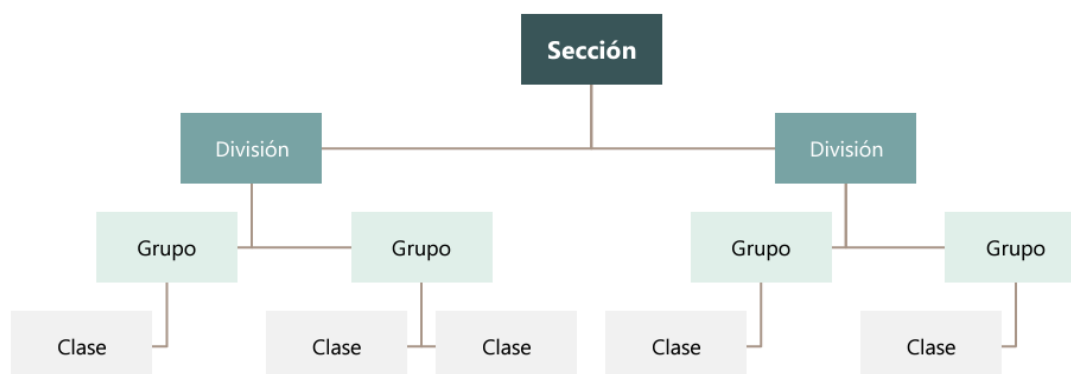 Sección
División
División
Grupo
Grupo
Grupo
Grupo
Clase
Clase
Clase
Clase
Clase